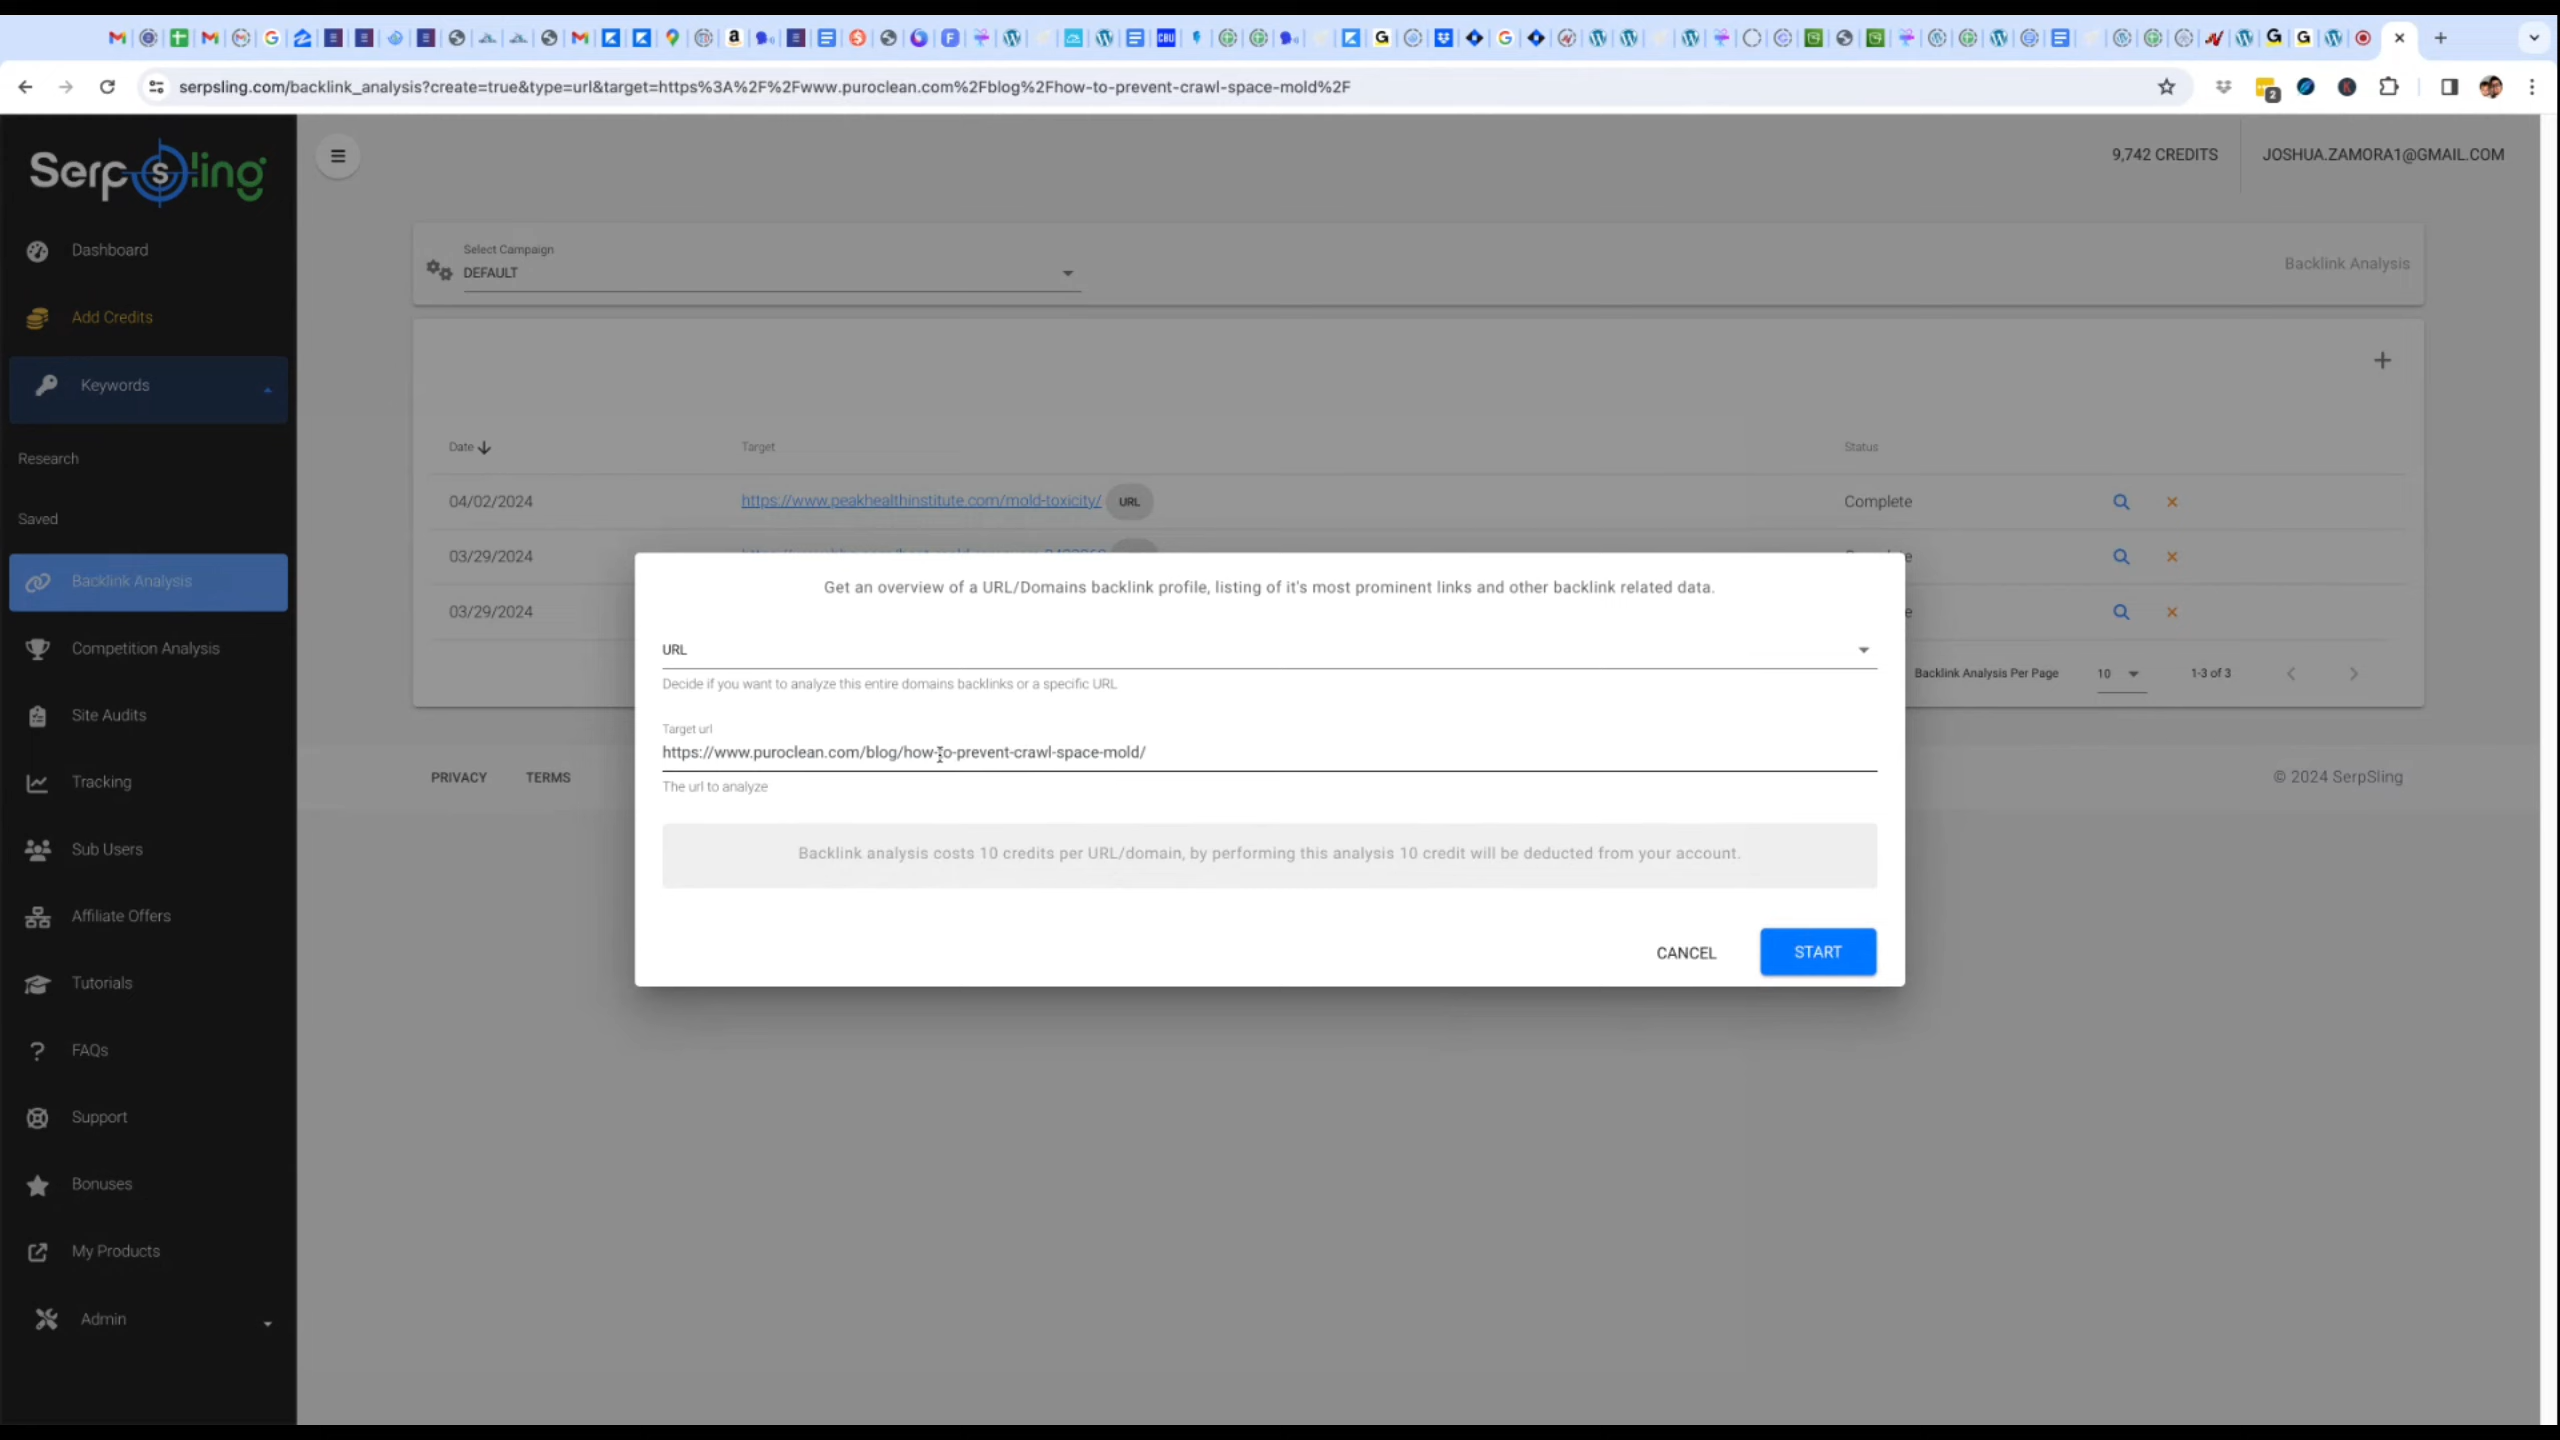 serpsling.com/backlink_analysis?create=true&type=url&target=https%3A%2F%2Fwww.puroclean.com%2Fblog%2Fhow-to-prevent-crawl-space-mold%2F
2
SerpSling
9,742 CREDITS
JOSHUA.ZAMORA1@GMAIL.COM
Dashboard
Add Credits
Keywords
Research
Saved
Backlink Analysis
Competition Analysis
Site Audits
Tracking
Sub Users
Affiliate Offers
Tutorials
FAQs
Support
Bonuses
My Products
Admin
Select Campaign
DEFAULT
Backlink Analysis
Date
Target
Status
04/02/2024
https://www.peakhealthinstitute.com/mold-toxicity/
URL
Complete
03/29/2024
03/29/2024
Backlink Analysis Per Page
10
1-3 of 3
PRIVACY
TERMS
© 2024 SerpSling
Get an overview of a URL/Domains backlink profile, listing of it's most prominent links and other backlink related data.
URL
Decide if you want to analyze this entire domains backlinks or a specific URL
Target url
https://www.puroclean.com/blog/how-to-prevent-crawl-space-mold/
The url to analyze
Backlink analysis costs 10 credits per URL/domain, by performing this analysis 10 credit will be deducted from your account.
CANCEL
START